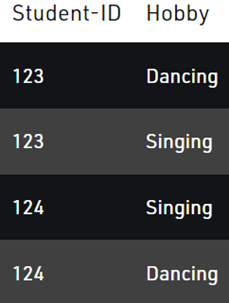 Student-ID Hobby
123 Dancing
123 Singing
124 Singing
124 Dancing